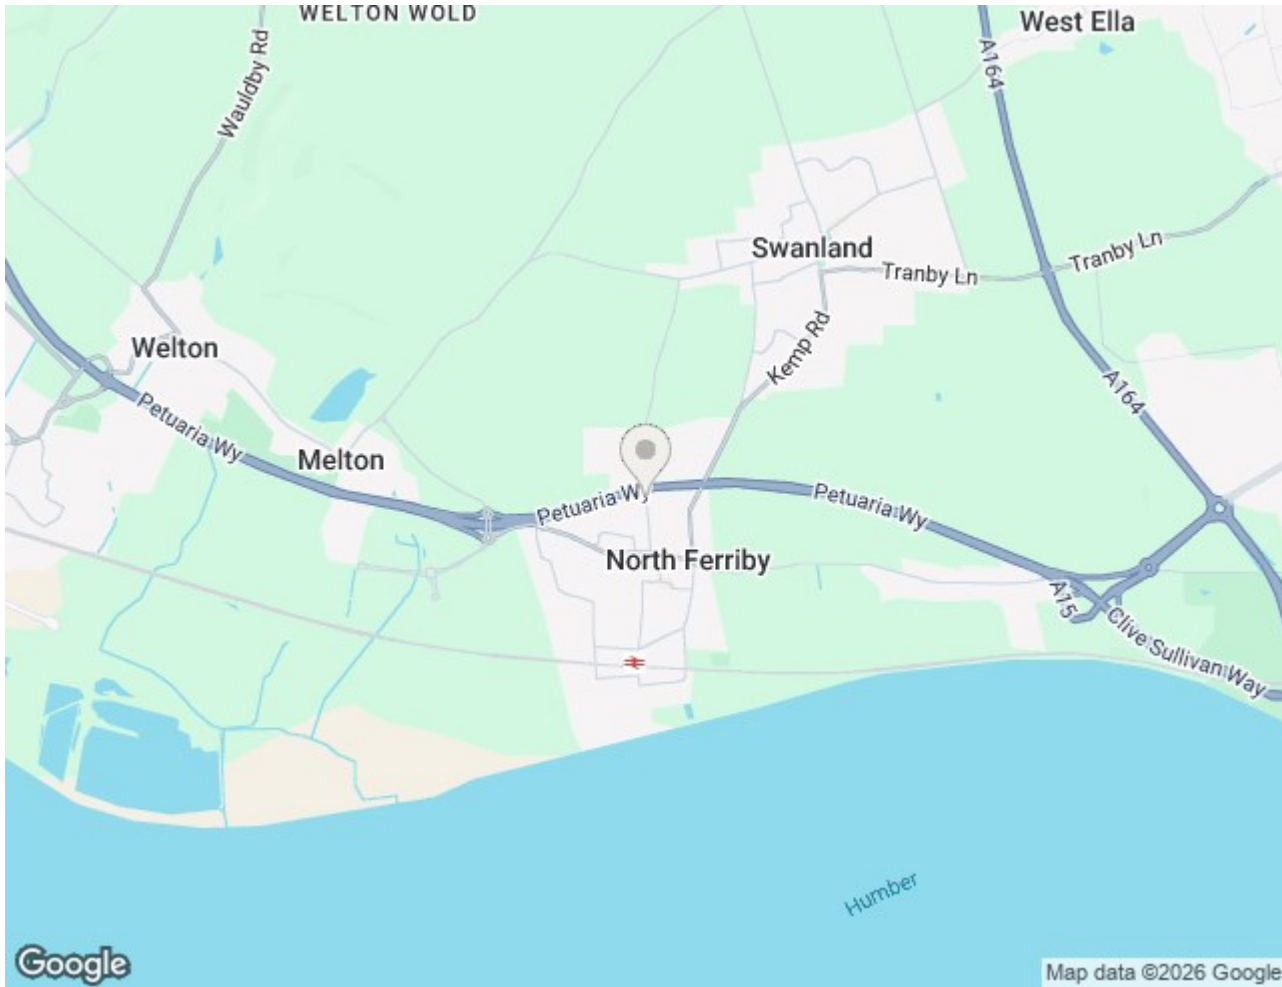 WELTON WOLD
West Ella
Wauldby Rd
A164
Swanland
Tranby Ln
Tranby Ln
Welton
Kemp Rd
A164
Petuaria Wy
Melton
Petuaria Wy
Petuaria Wy
North Ferriby
A15
Clive Sullivan Way
Humber
Google
Map data ©2026 Google